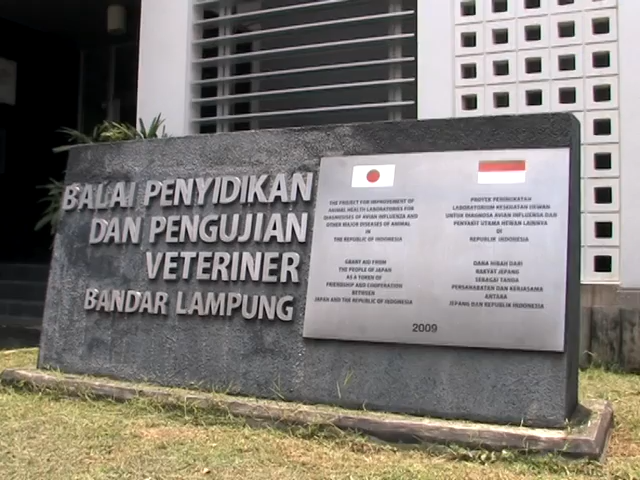 BALAI PENYIDIKAN
DAN PENGUJIAN
VETERINER
BANDAR LAMPUNG
THE PROJECT FOR IMPROVEMENT OF
ANIMAL HEALTH LABORATORIES FOR
DIAGNOSES OF AVIAN INFLUENZA AND
OTHER MAJOR DISEASES OF ANIMAL
IN
THE REPUBLIC OF INDONESIA
GRANT AID FROM
THE PEOPLE OF JAPAN
AS A TOKEN OF
FRIENDSHIP AND COOPERATION
BETWEEN
JAPAN AND THE REPUBLIC OF INDONESIA
PROYEK PENINGKATAN
LABORATORIUM KESEHATAN HEWAN
UNTUK DIAGNOSA AVIAN INFLUENZA DAN
PENYAKIT UTAMA HEWAN LAINNYA
DI
REPUBLIK INDONESIA
DANA HIBAH DARI
RAKYAT JEPANG
SEBAGAI TANDA
PERSAHABATAN DAN KERJASAMA
ANTARA
JEPANG DAN REPUBLIK INDONESIA
2009